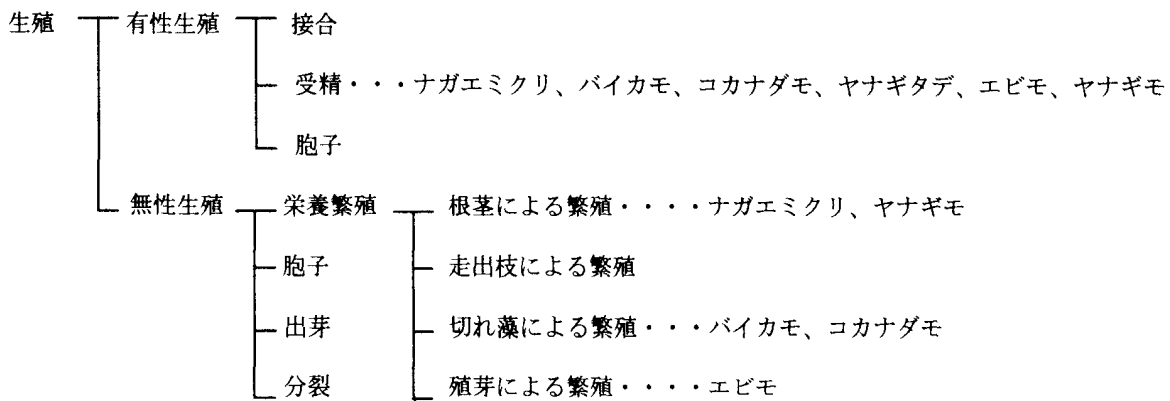 生殖 有性生殖 接合
受精・・・ナガエミクリ、バイカモ、コカナダモ、ヤナギタデ、エビモ、ヤナギモ
胞子
無性生殖 栄養繁殖 根茎による繁殖・・・・ナガエミクリ、ヤナギモ
胞子 走出枝による繁殖
出芽 切れ藻による繁殖・・・バイカモ、コカナダモ
分裂 殖芽による繁殖・・・・エビモ